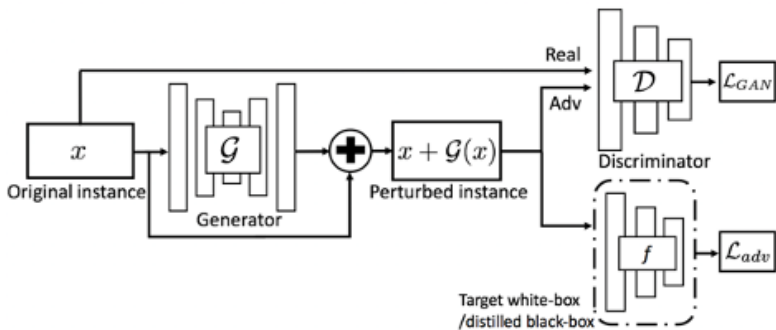 Real
Adv
x
Original instance
𝒢
Generator
+
x + 𝒢(x)
Perturbed instance
𝒟
Discriminator
ℒ_GAN
f
ℒ_adv
Target white-box
/distilled black-box